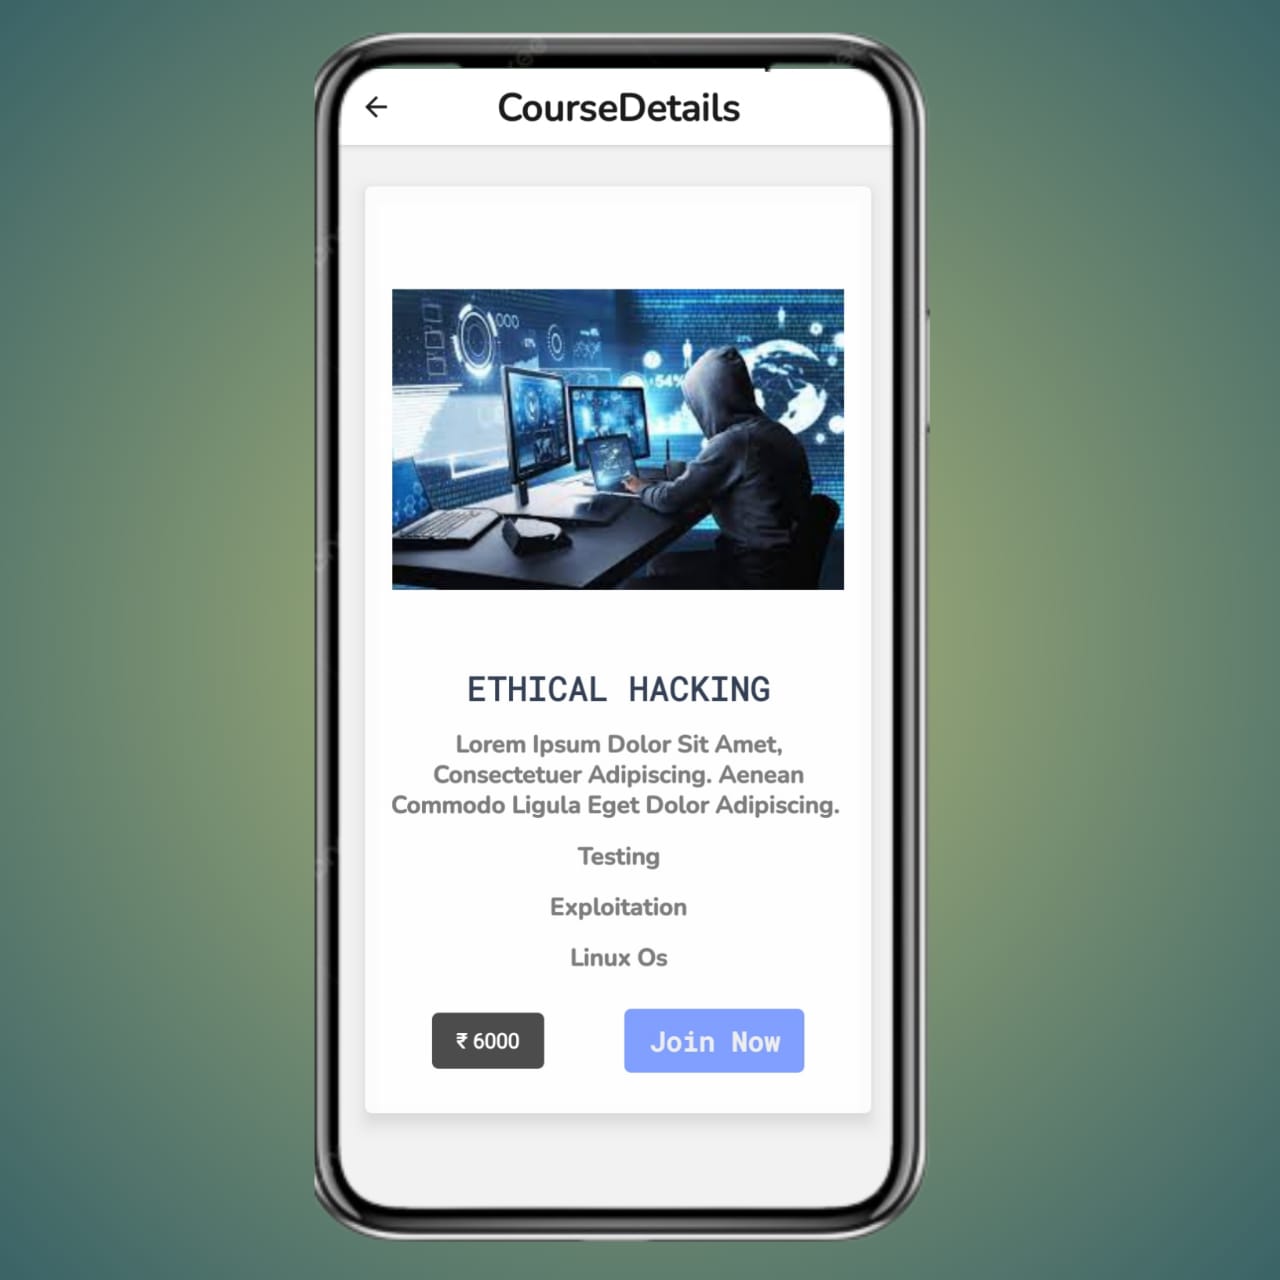 CourseDetails
54%
ETHICAL HACKING
Lorem Ipsum Dolor Sit Amet,
Consectetuer Adipiscing. Aenean
Commodo Ligula Eget Dolor Adipiscing.
Testing
Exploitation
Linux Os
₹ 6000
Join Now